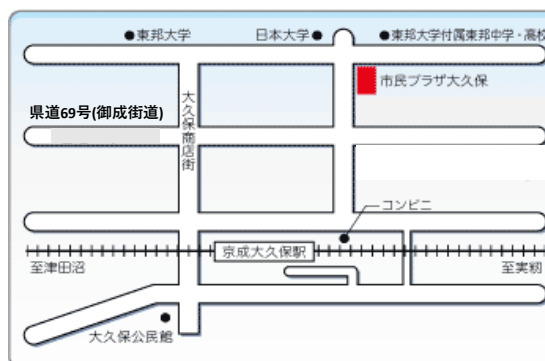 ●東邦大学
日本大学●
●東邦大学付属東邦中学・高校
市民プラザ大久保
県道69号(御成街道)
大久保商店街
コンビニ
京成大久保駅
至津田沼
至実籾
大久保公民館